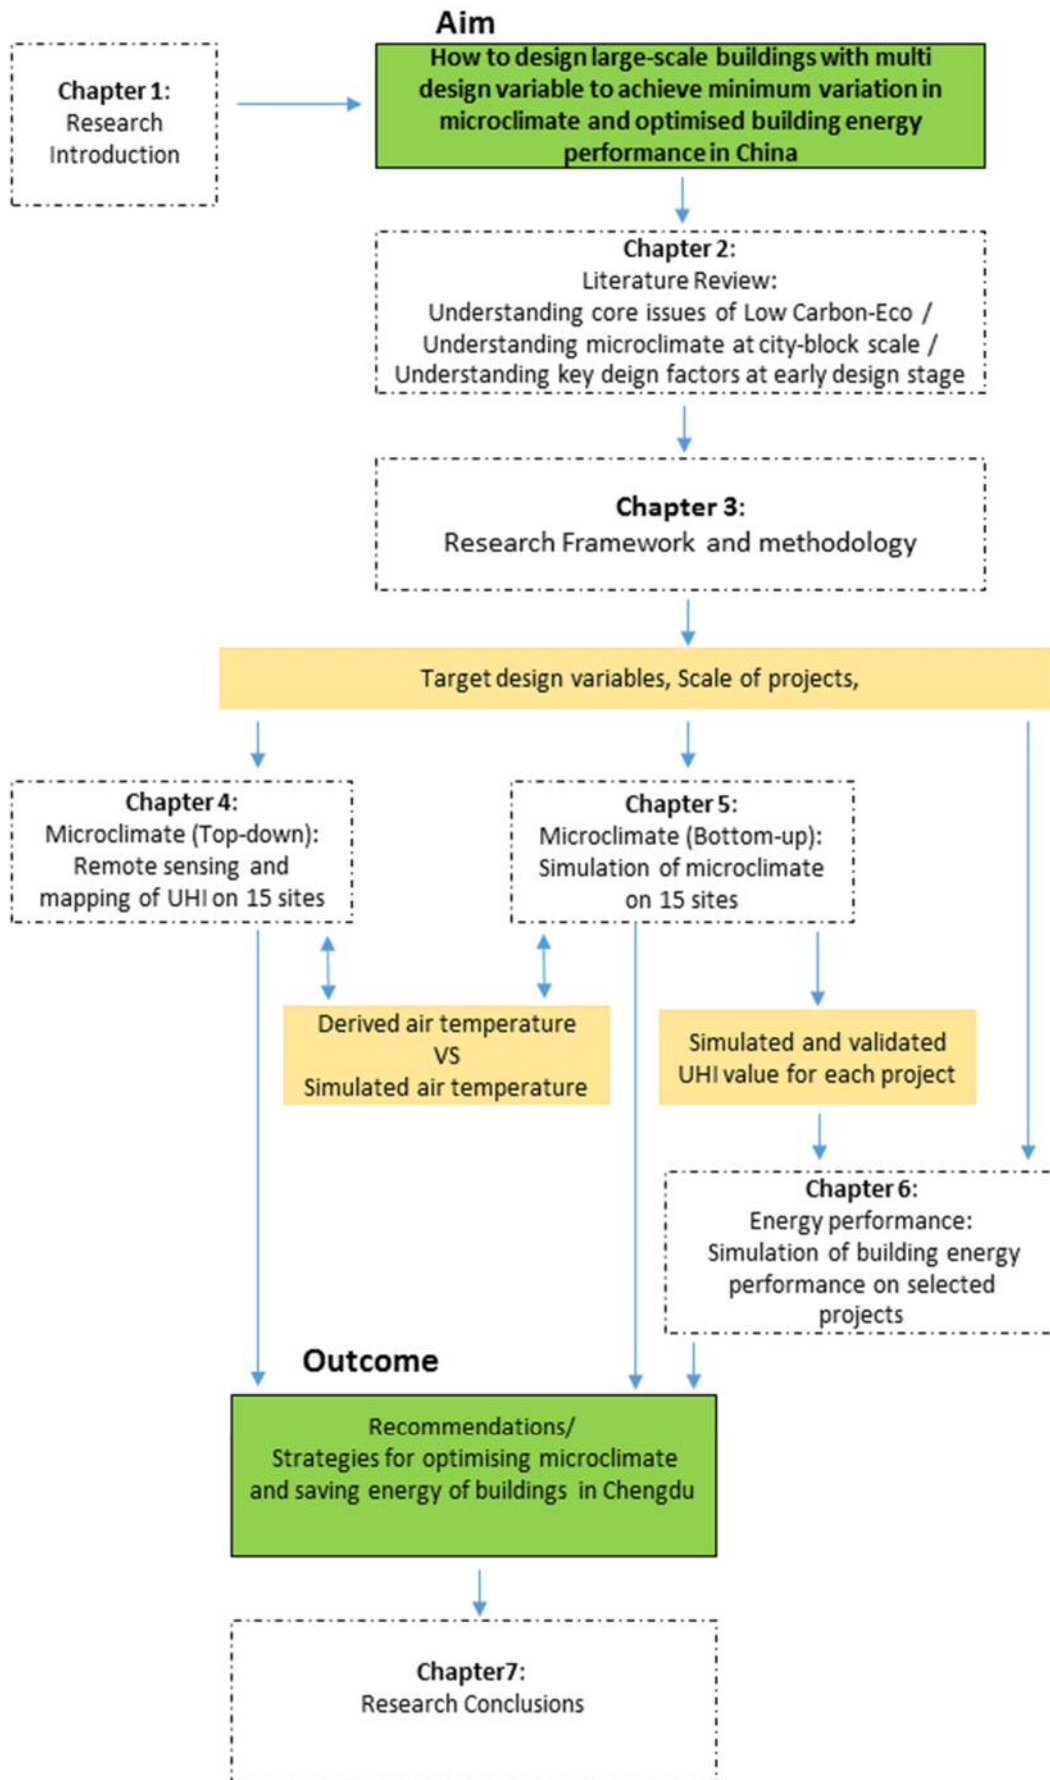 Aim
Chapter 1:
Research
Introduction
How to design large-scale buildings with multi
design variable to achieve minimum variation in
microclimate and optimised building energy
performance in China
Chapter 2:
Literature Review:
Understanding core issues of Low Carbon-Eco /
Understanding microclimate at city-block scale /
Understanding key deign factors at early design stage
Chapter 3:
Research Framework and methodology
Target design variables, Scale of projects,
Chapter 4:
Microclimate (Top-down):
Remote sensing and
mapping of UHI on 15 sites
Chapter 5:
Microclimate (Bottom-up):
Simulation of microclimate
on 15 sites
Derived air temperature
VS
Simulated air temperature
Simulated and validated
UHI value for each project
Chapter 6:
Energy performance:
Simulation of building energy
performance on selected
projects
Outcome
Recommendations/
Strategies for optimising microclimate
and saving energy of buildings in Chengdu
Chapter7:
Research Conclusions